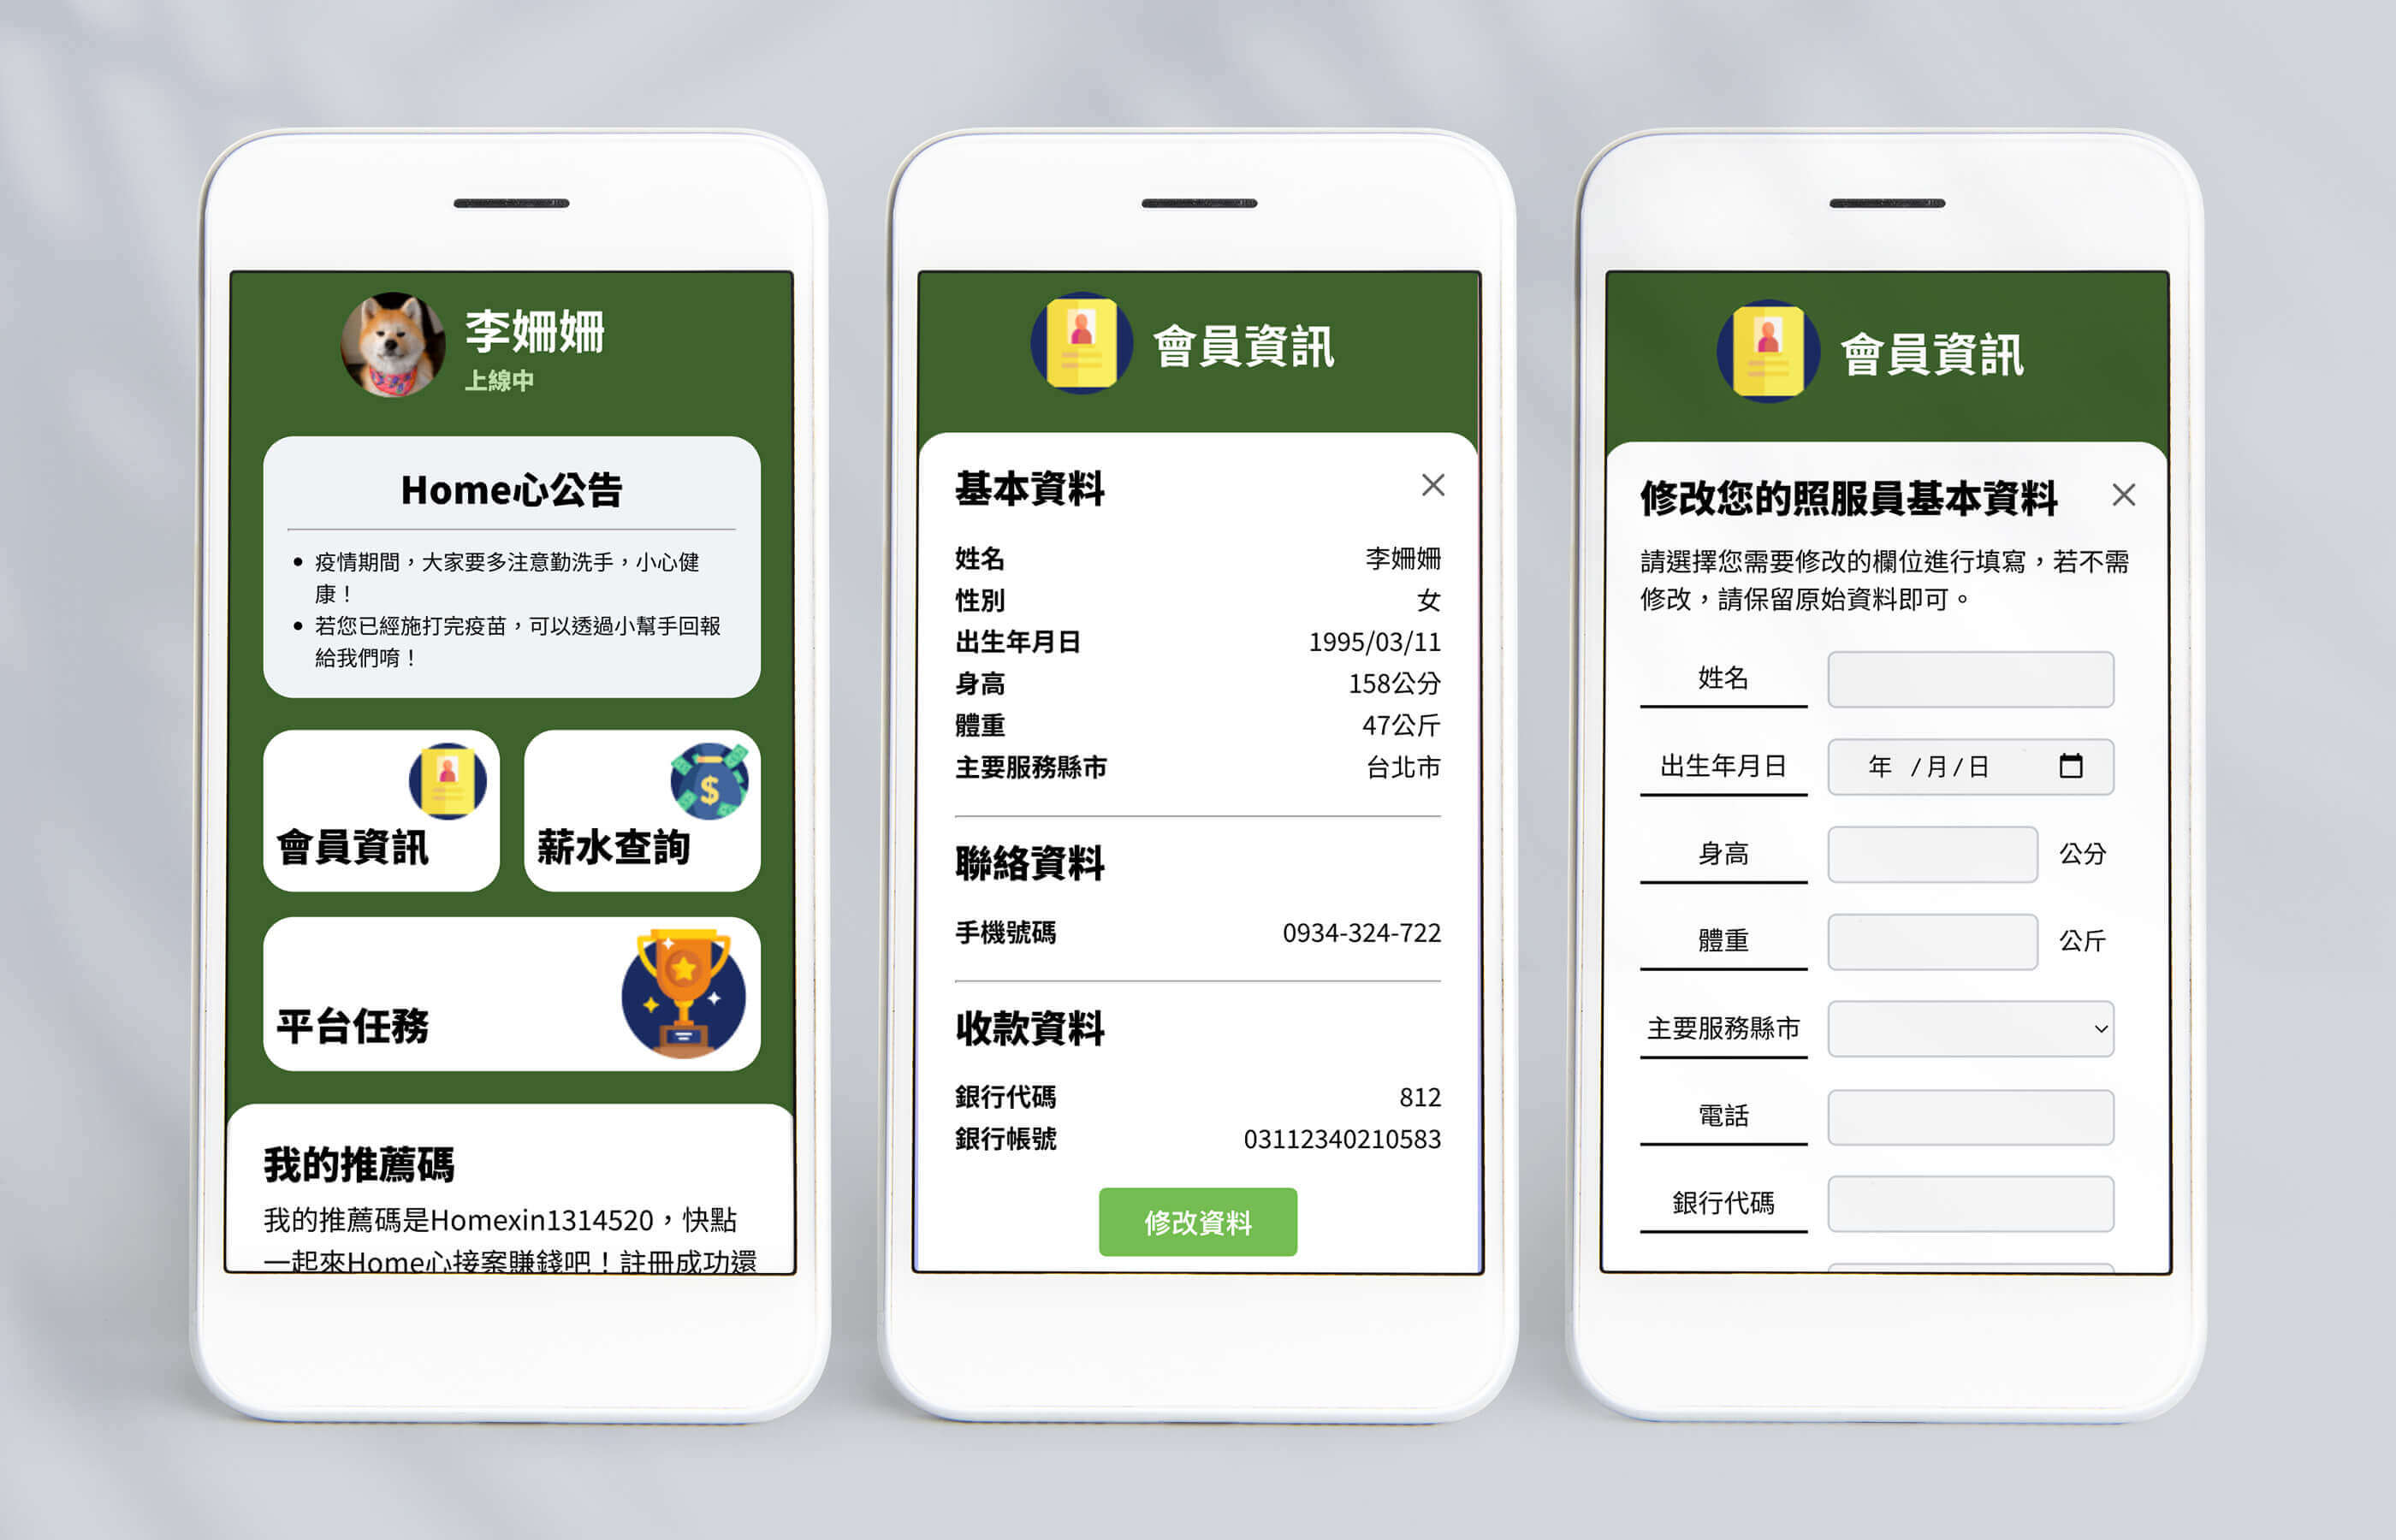 李姍姍
上線中
Home心公告
疫情期間，大家要多注意勤洗手，小心健
康！
若您已經施打完疫苗，可以透過小幫手回報
給我們唷！
會員資訊
薪水查詢
$
平台任務
我的推薦碼
我的推薦碼是Homexin1314520，快點
一起來Home心接案賺錢吧！註冊成功還
會員資訊
基本資料
姓名 李姍姍
性別 女
出生年月日 1995/03/11
身高 158公分
體重 47公斤
主要服務縣市 台北市
聯絡資料
手機號碼 0934-324-722
收款資料
銀行代碼 812
銀行帳號 03112340210583
修改資料
會員資訊
修改您的照服員基本資料
請選擇您需要修改的欄位進行填寫，若不需
修改，請保留原始資料即可。
姓名
出生年月日 年 /月/日
身高 公分
體重 公斤
主要服務縣市
電話
銀行代碼